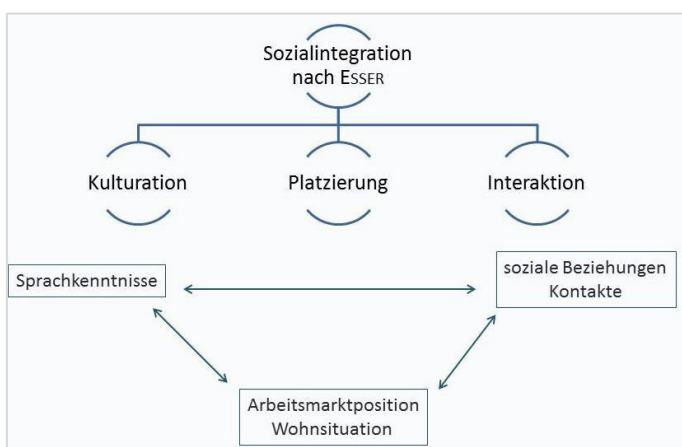 Sozialintegration
nach ESSER
Kulturation
Platzierung
Interaktion
Sprachkenntnisse
soziale Beziehungen
Kontakte
Arbeitsmarktposition
Wohnsituation